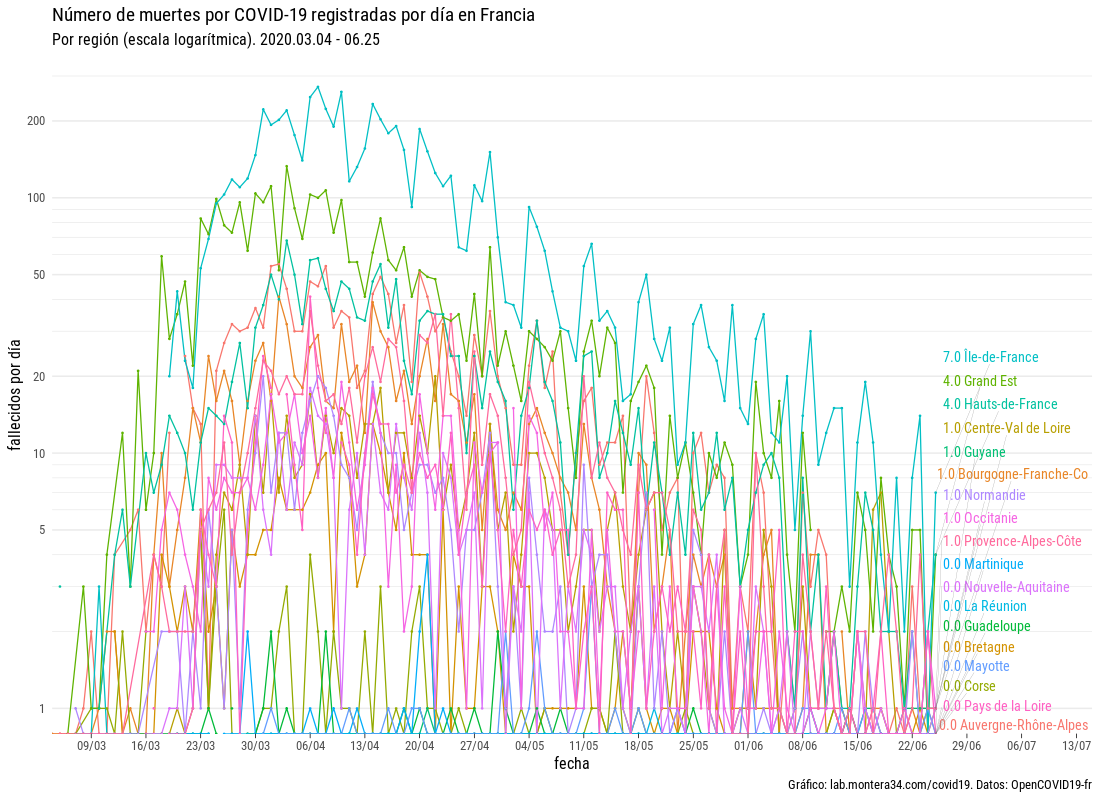 Número de muertes por COVID-19 registradas por día en Francia
Por región (escala logarítmica). 2020.03.04 - 06.25
fallecidos por día
200
100
50
20
10
5
1
7.0 Île-de-France
4.0 Grand Est
4.0 Hauts-de-France
1.0 Centre-Val de Loire
1.0 Guyane
1.0 Bourgogne-Franche-Co
1.0 Normandie
1.0 Occitanie
1.0 Provence-Alpes-Côte
0.0 Martinique
0.0 Nouvelle-Aquitaine
0.0 La Réunion
0.0 Guadeloupe
0.0 Bretagne
0.0 Mayotte
0.0 Corse
0.0 Pays de la Loire
0.0 Auvergne-Rhône-Alpes
09/03 16/03 23/03 30/03 06/04 13/04 20/04 27/04 04/05 11/05 18/05 25/05 01/06 08/06 15/06 22/06 29/06 06/07 13/07
fecha
Gráfico: lab.montera34.com/covid19. Datos: OpenCOVID19-fr